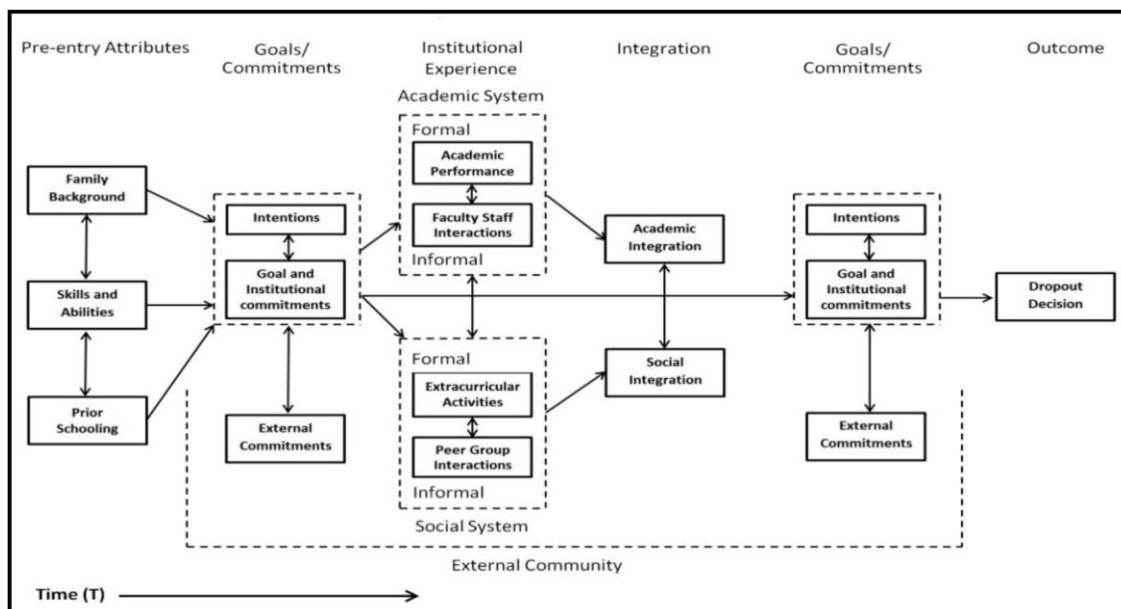 Pre-entry Attributes
Goals/
Commitments
Institutional
Experience
Integration
Goals/
Commitments
Outcome
Academic System
Formal
Academic
Performance
Faculty Staff
Interactions
Informal
Family
Background
Skills and
Abilities
Prior
Schooling
Intentions
Goal and
Institutional
commitments
External
Commitments
Formal
Extracurricular
Activities
Peer Group
Interactions
Informal
Social System
Academic
Integration
Social
Integration
Intentions
Goal and
Institutional
commitments
External
Commitments
Dropout
Decision
External Community
Time (T)